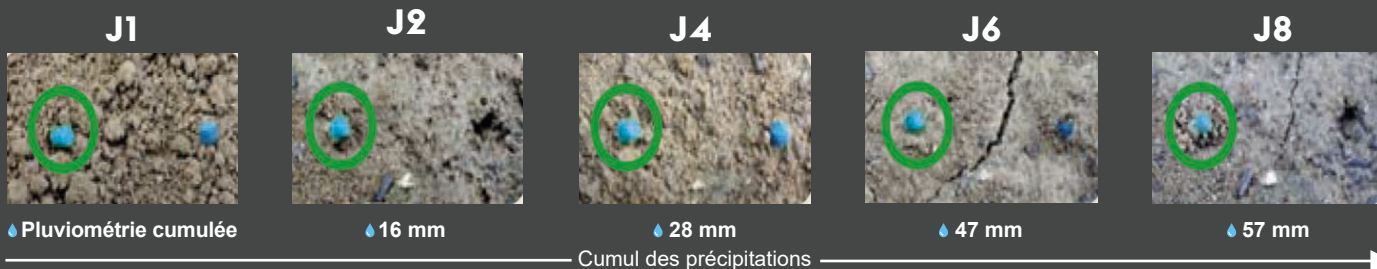 J1
J2
J4
J6
J8
Pluviométrie cumulée
16 mm
28 mm
47 mm
57 mm
Cumul des précipitations